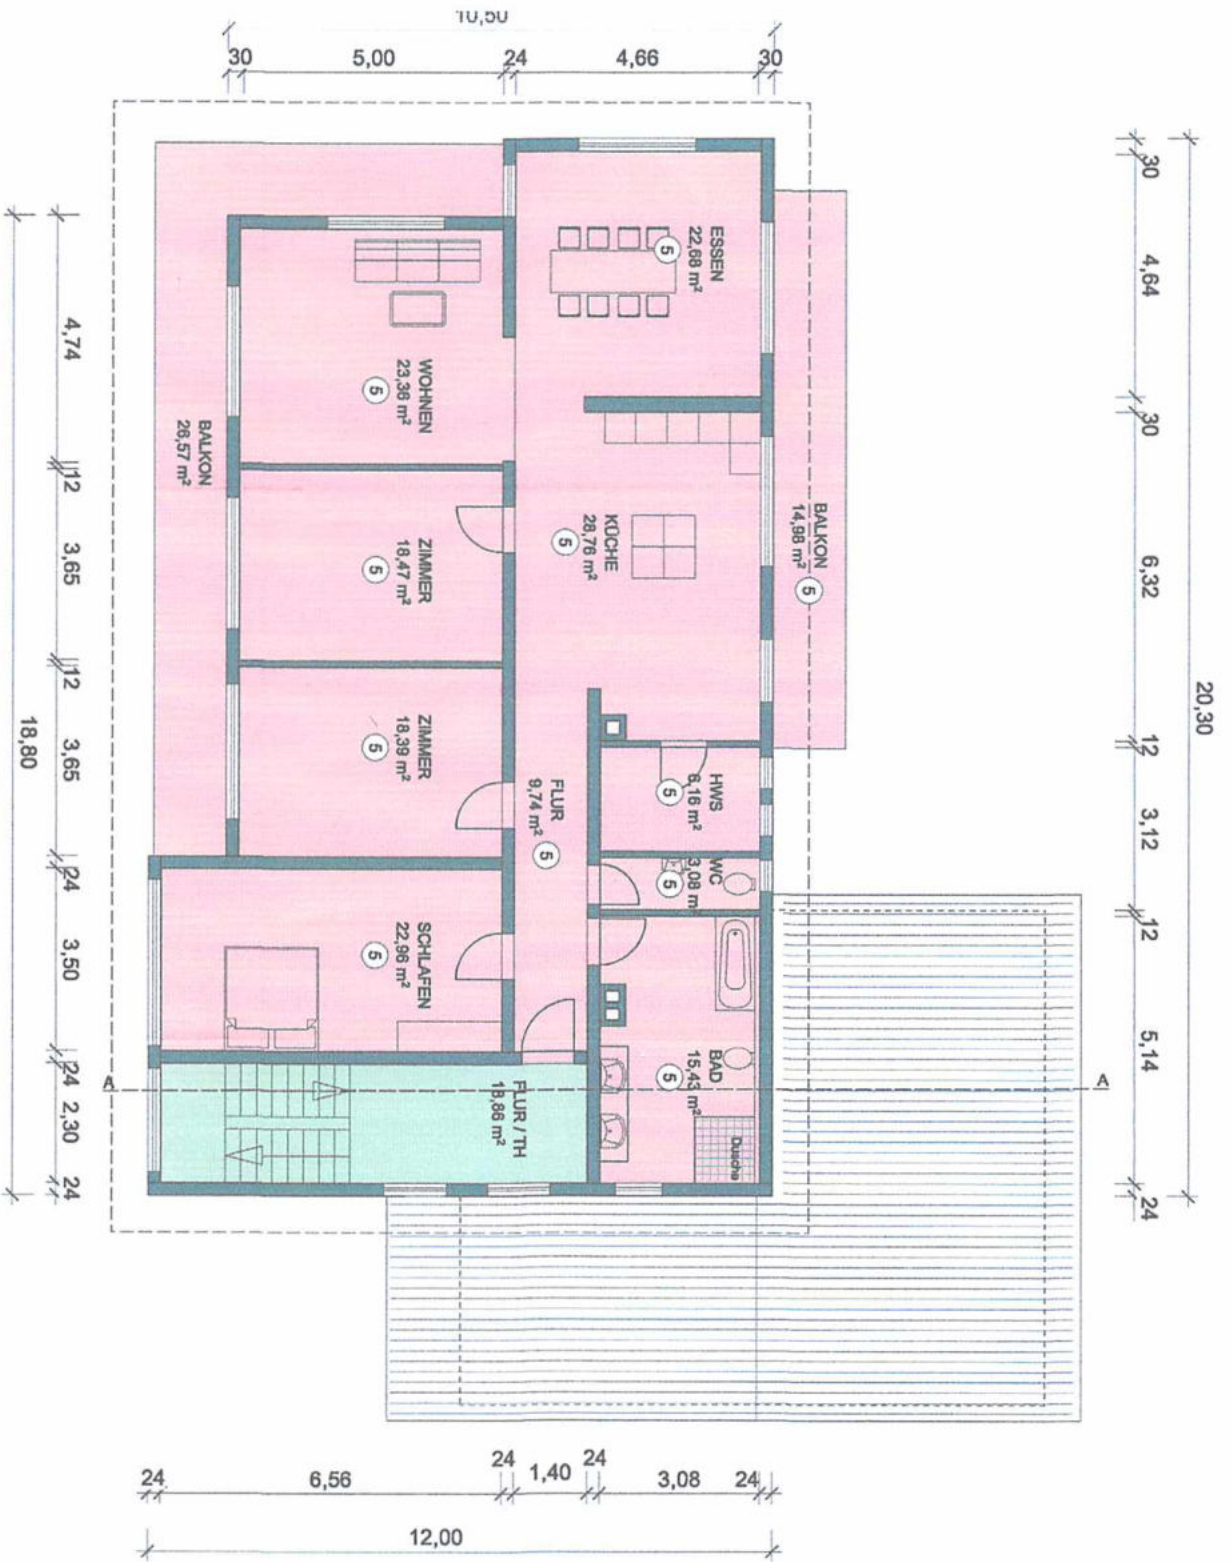 10,50
30 5,00 24 4,66 30
30 4,64 30 6,32 12 3,12 12 5,14 24
20,30
ESSEN
22,68 m²
5
WOHNEN
23,36 m²
5
BALKON
26,57 m²
BALKON
14,98 m²
5
KÜCHE
28,76 m²
5
ZIMMER
18,47 m²
5
ZIMMER
18,39 m²
5
FLUR
9,74 m²
5
HWS
6,16 m²
5
WC
3,08 m²
5
SCHLAFEN
22,96 m²
5
BAD
15,43 m²
5
Dusche
FLUR / TH
18,86 m²
A
A
4,74 12 3,65 12 3,65 24 3,50 24 2,30 24
18,80
24 6,56 24 1,40 24 3,08 24
12,00